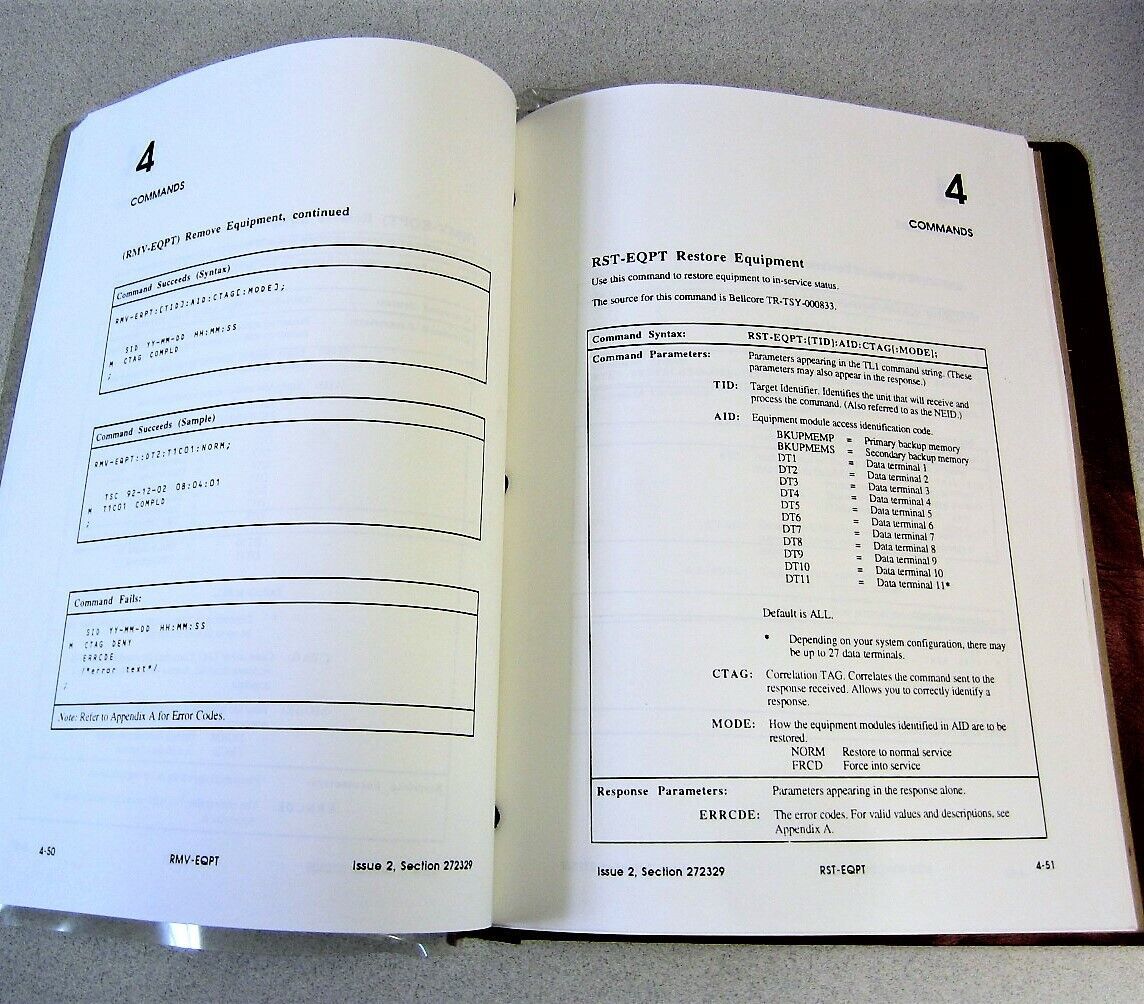 4
COMMANDS
(RMV-EQPT) Remove Equipment, continued
Command Succeeds (Syntax)
RMV-EQPT:[TID]:AID:CTAG[:MODE];
SID YY-MM-DD HH:MM:SS
M CTAG COMPLD
;
Command Succeeds (Sample)
RMV-EQPT::DT2:T1C01:NORM;
TSC 92-12-02 08:04:01
M T1C01 COMPLD
;
Command Fails:
SID YY-MM-DD HH:MM:SS
M CTAG DENY
ERRCDE
/*error text*/
;
Note: Refer to Appendix A for Error Codes.
4-50 RMV-EQPT Issue 2, Section 272329
4
COMMANDS
RST-EQPT Restore Equipment
Use this command to restore equipment to in-service status.
The source for this command is Bellcore TR-TSY-000833.
Command Syntax: RST-EQPT:[TID]:AID:CTAG[:MODE];
Command Parameters: Parameters appearing in the TL1 command string. (These
parameters may also appear in the response.)
TID: Target Identifier. Identifies the unit that will receive and
process the command. (Also referred to as the NEID.)
AID: Equipment module access identification code.
BKUPMEMP = Primary backup memory
BKUPMEMS = Secondary backup memory
DT1 = Data terminal 1
DT2 = Data terminal 2
DT3 = Data terminal 3
DT4 = Data terminal 4
DT5 = Data terminal 5
DT6 = Data terminal 6
DT7 = Data terminal 7
DT8 = Data terminal 8
DT9 = Data terminal 9
DT10 = Data terminal 10
DT11 = Data terminal 11*
Default is ALL.
* Depending on your system configuration, there may
be up to 27 data terminals.
CTAG: Correlation TAG. Correlates the command sent to the
response received. Allows you to correctly identify a
response.
MODE: How the equipment modules identified in AID are to be
restored.
NORM Restore to normal service
FRCD Force into service
Response Parameters: Parameters appearing in the response alone.
ERRCDE: The error codes. For valid values and descriptions, see
Appendix A.
Issue 2, Section 272329 RST-EQPT 4-51